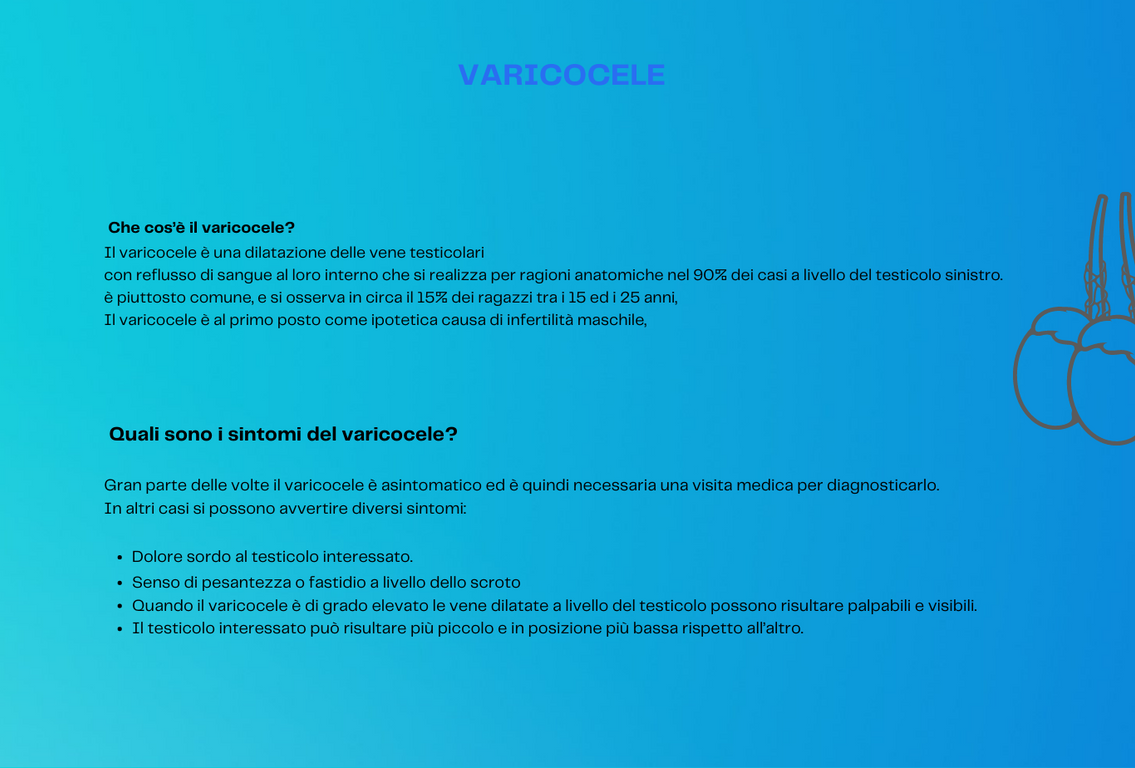 VARICOCELE
Che cos'è il varicocele?
Il varicocele è una dilatazione delle vene testicolari
con reflusso di sangue al loro interno che si realizza per ragioni anatomiche nel 90% dei casi a livello del testicolo sinistro.
è piuttosto comune, e si osserva in circa il 15% dei ragazzi tra i 15 ed i 25 anni,
Il varicocele è al primo posto come ipotetica causa di infertilità maschile,
Quali sono i sintomi del varicocele?
Gran parte delle volte il varicocele è asintomatico ed è quindi necessaria una visita medica per diagnosticarlo.
In altri casi si possono avvertire diversi sintomi:
• Dolore sordo al testicolo interessato.
• Senso di pesantezza o fastidio a livello dello scroto
• Quando il varicocele è di grado elevato le vene dilatate a livello del testicolo possono risultare palpabili e visibili.
• Il testicolo interessato può risultare più piccolo e in posizione più bassa rispetto all'altro.